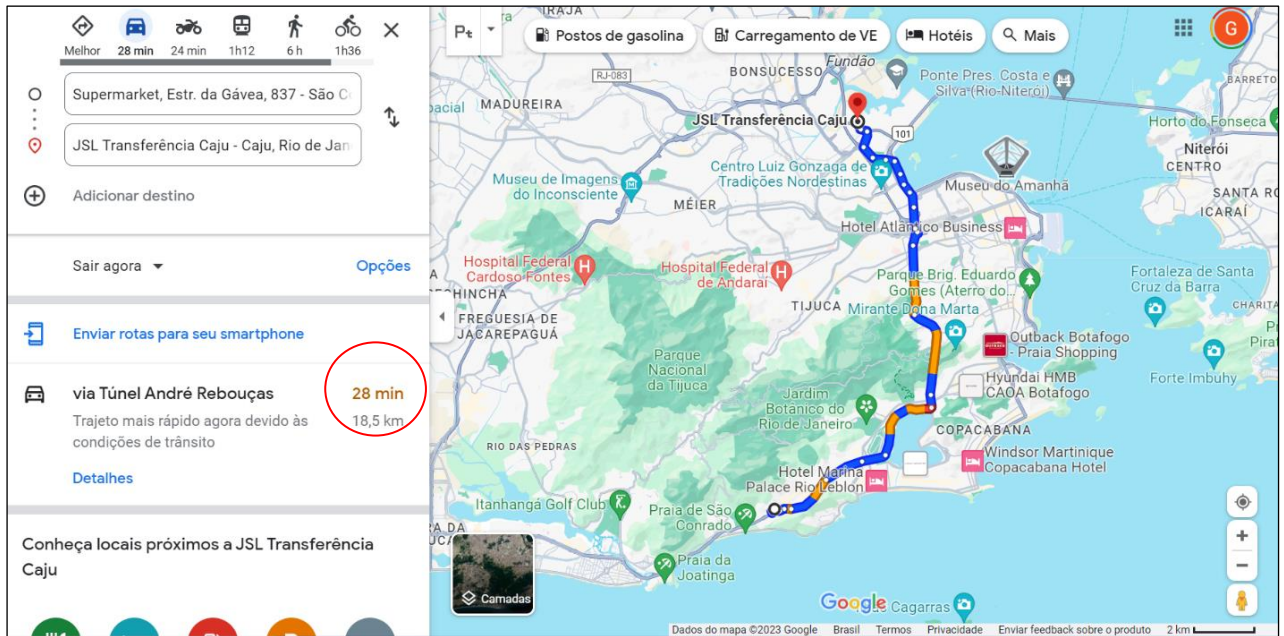 Melhor
28 min
24 min
1h12
6 h
1h36
Supermarket, Estr. da Gávea, 837 - São
JSL Transferência Caju - Caju, Rio de
Adicionar destino
Sair agora
Opções
Enviar rotas para seu smartphone
via Túnel André Rebouças
28 min
Trajeto mais rápido agora devido às
18,5 km
condições de trânsito
Detalhes
Conheça locais próximos a JSL Transferência
Caju
Postos de gasolina
Carregamento de VE
Hotéis
Mais
G
IRAJÁ
RJ-083
BONSUCESSO
Fundão
Ponte Pres. Costa e
Silva (Rio-Niterói)
BARRETO
MADUREIRA
JSL Transferência Caju
101
Horto do Fonseca
Niterói
CENTRO
Centro Luiz Gonzaga de
Tradições Nordestinas
Museu de Imagens
do Inconsciente
Museu do Amanhã
SANTA
MÉIER
ICARAÍ
Hotel Atlântico Business
Hospital Federal
Cardoso Fontes
Hospital Federal
de Andaraí
Parque Brig. Eduardo
Gomes (Aterro do...
Fortaleza de Santa
Cruz da Barra
TIJUCA
Mirante Dona Marta
CHARITA
FREGUESIA DE
JACAREPAGUÁ
Outback Botafogo
- Praia Shopping
Parque
Nacional
da Tijuca
Hyundai HMB
CAOA Botafogo
Forte Imbuhy
Jardim
Botânico do
Rio de Janeiro
COPACABANA
RIO DAS PEDRAS
Windsor Martinique
Copacabana Hotel
Hotel Marina
Palace Rio Leblon
Itanhangá Golf Club
Praia de São
Conrado
Praia da
Joatinga
Camadas
Google
Cagarras
Dados do mapa ©2023 Google
Brasil
Termos
Privacidade
Enviar feedback sobre o produto
2 km